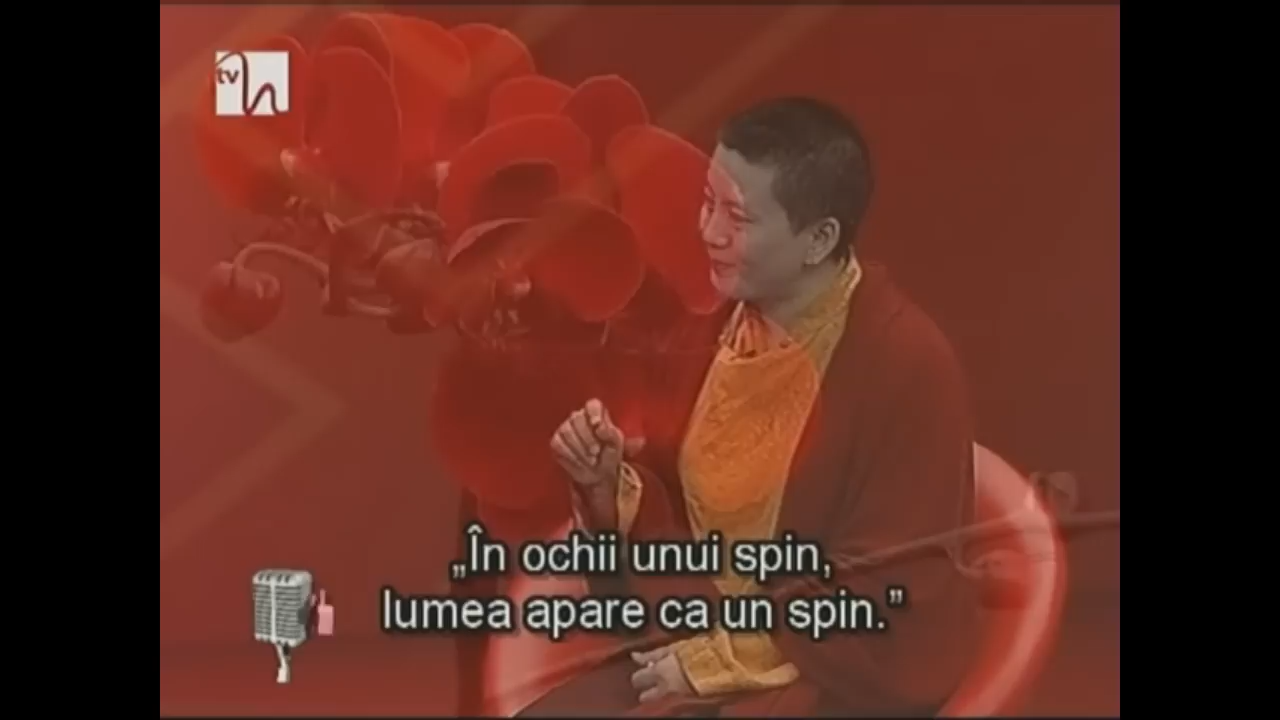 tv
„În ochii unui spin,
lumea apare ca un spin.”